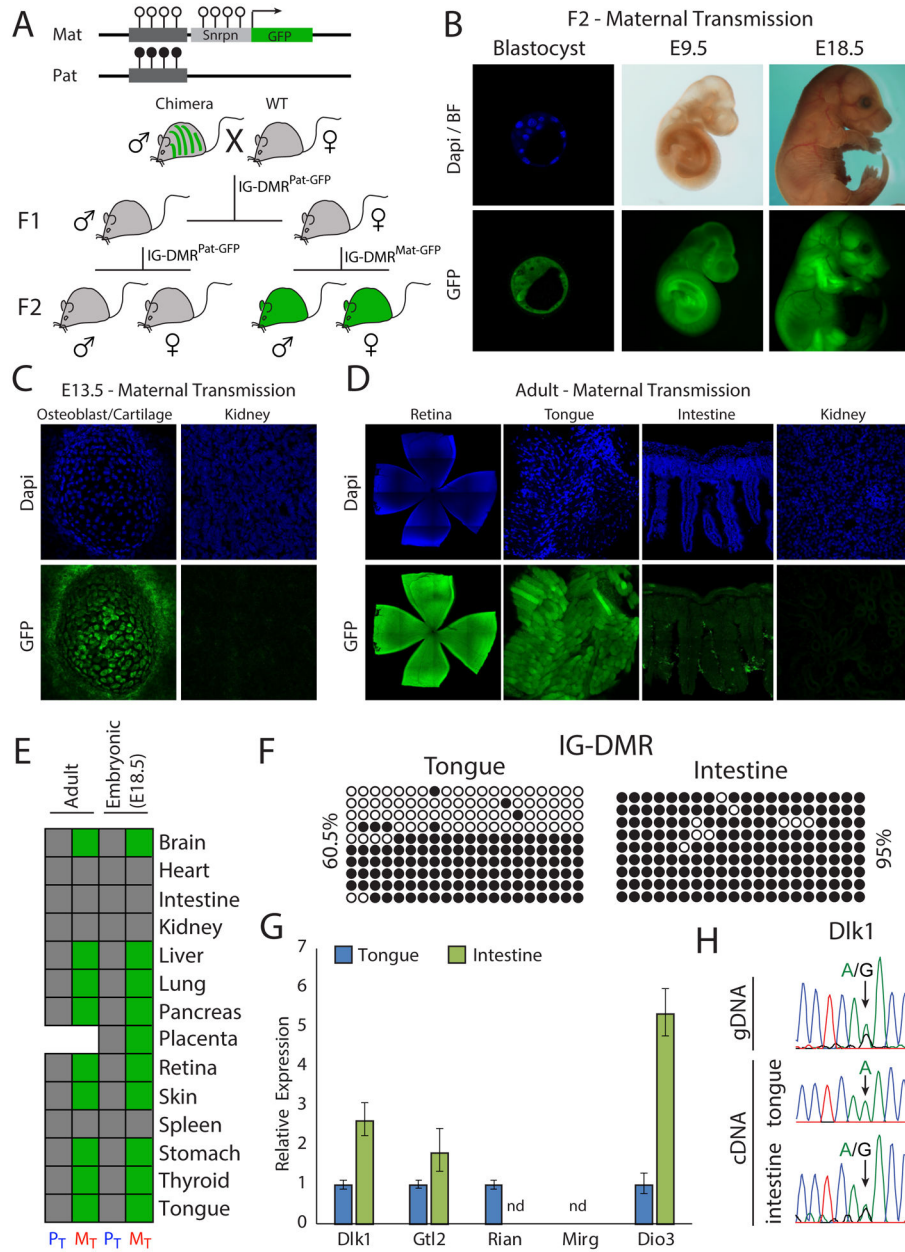 A
Mat
Snrpn
GFP
Pat
Chimera
WT
♂
X
♀
IG-DMRPat-GFP
F1
♂
♀
IG-DMRPat-GFP
IG-DMRMat-GFP
F2
♂
♀
♂
♀
B
F2 - Maternal Transmission
Blastocyst
E9.5
E18.5
Dapi / BF
GFP
C
E13.5 - Maternal Transmission
Osteoblast/Cartilage
Kidney
Dapi
GFP
D
Adult - Maternal Transmission
Retina
Tongue
Intestine
Kidney
Dapi
GFP
E
Adult
Embryonic
(E18.5)
Brain
Heart
Intestine
Kidney
Liver
Lung
Pancreas
Placenta
Retina
Skin
Spleen
Stomach
Thyroid
Tongue
PT MT PT MT
F
IG-DMR
Tongue
Intestine
60.5%
95%
G
Relative Expression
7
6
5
4
3
2
1
0
Tongue
Intestine
nd
nd
Dlk1
Gtl2
Rian
Mirg
Dio3
H
Dlk1
gDNA
A/G
cDNA
tongue
A
intestine
A/G